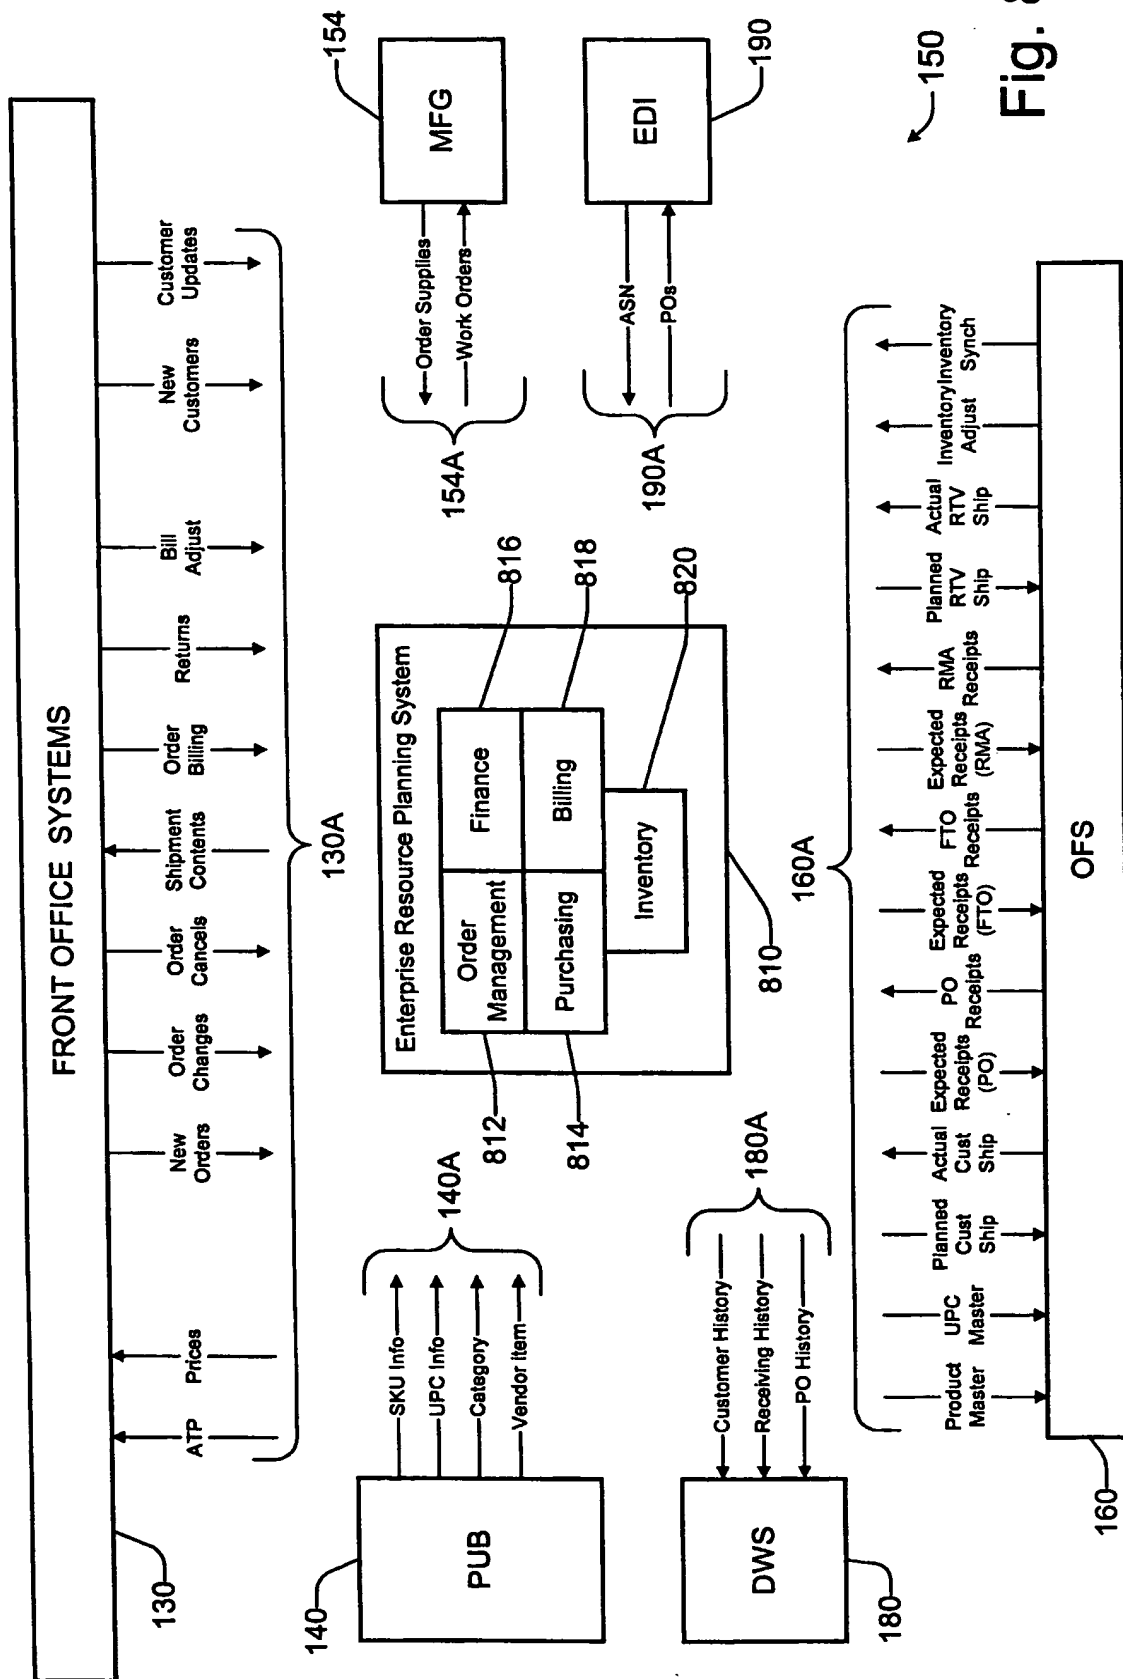 FRONT OFFICE SYSTEMS
130
ATP
Prices
New
Orders
Order
Changes
Order
Cancels
Shipment
Contents
Order
Billing
Returns
Bill
Adjust
New
Customers
Customer
Updates
130A
140
PUB
SKU Info
UPC Info
Category
Vendor Item
140A
Enterprise Resource Planning System
Order
Management
Finance
Purchasing
Billing
Inventory
812
814
816
818
820
810
154
MFG
Order Supplies
Work Orders
154A
190
EDI
ASN
POs
190A
180
DWS
Customer History
Receiving History
PO History
180A
160A
Product
Master
UPC
Master
Planned
Cust
Ship
Actual
Cust
Ship
Expected
Receipts
(PO)
PO
Receipts
Expected
Receipts
(FTO)
FTO
Receipts
Expected
Receipts
(RMA)
RMA
Receipts
Planned
RTV
Ship
Actual
RTV
Ship
Inventory
Adjust
Inventory
Synch
OFS
160
150
Fig. 8